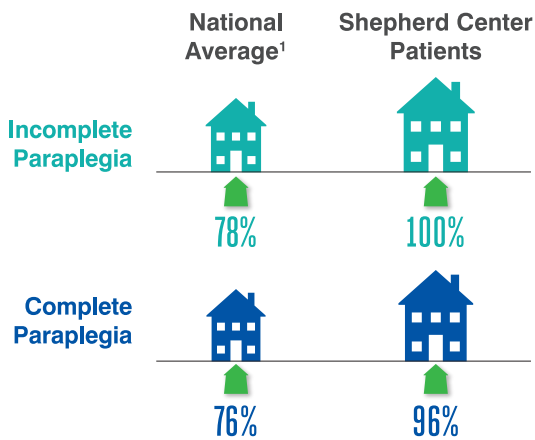 National
Average¹
Shepherd Center
Patients
Incomplete
Paraplegia
78%
100%
Complete
Paraplegia
76%
96%